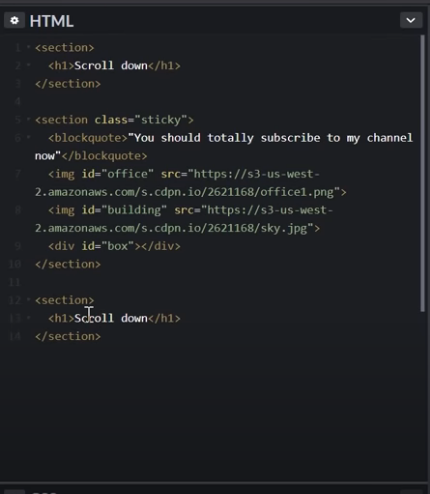 HTML
1 <section>
2 <h1>Scroll down</h1>
3 </section>
4
5 <section class="sticky">
6 <blockquote>"You should totally subscribe to my channel
now"</blockquote>
7 <img id="office" src="https://s3-us-west-
2.amazonaws.com/s.cdpn.io/2621168/office1.png">
8 <img id="building" src="https://s3-us-west-
2.amazonaws.com/s.cdpn.io/2621168/sky.jpg">
9 <div id="box"></div>
10 </section>
11
12 <section>
13 <h1>Scroll down</h1>
14 </section>